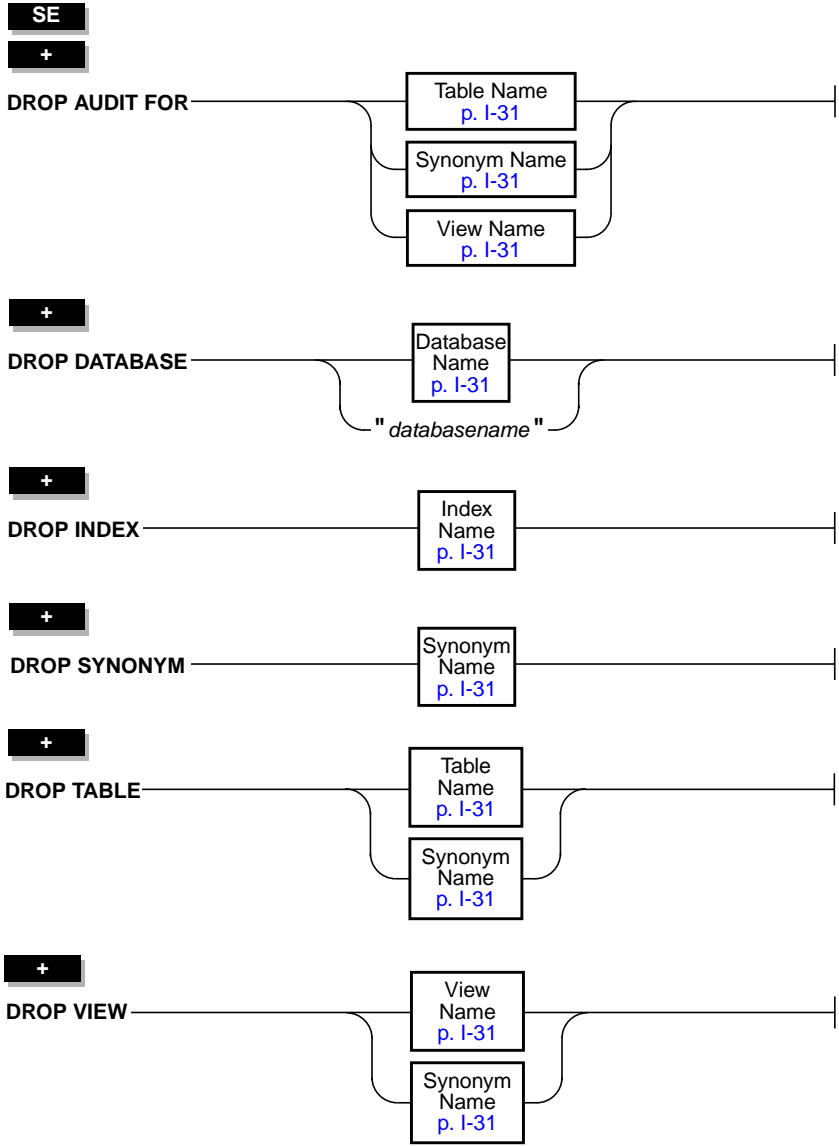 SE
+
DROP AUDIT FOR
Table Name
p. I-31
Synonym Name
p. I-31
View Name
p. I-31
+
DROP DATABASE
Database
Name
p. I-31
" databasename "
+
DROP INDEX
Index
Name
p. I-31
+
DROP SYNONYM
Synonym
Name
p. I-31
+
DROP TABLE
Table
Name
p. I-31
Synonym
Name
p. I-31
+
DROP VIEW
View
Name
p. I-31
Synonym
Name
p. I-31